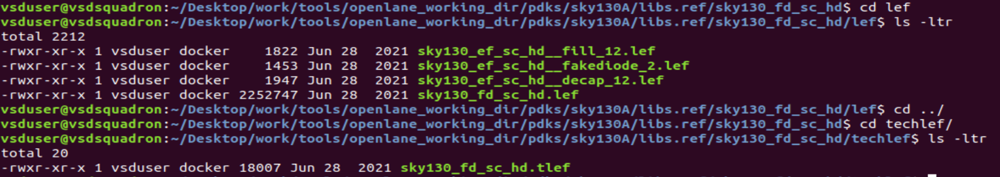 vsduser@vsdsquadron:~/Desktop/work/tools/openlane_working_dir/pdks/sky130A/libs.ref/sky130_fd_sc_hd$ cd lef
vsduser@vsdsquadron:~/Desktop/work/tools/openlane_working_dir/pdks/sky130A/libs.ref/sky130_fd_sc_hd/lef$ ls -ltr
total 2212
-rwxr-xr-x 1 vsduser docker    1822 Jun 28  2021 sky130_ef_sc_hd__fill_12.lef
-rwxr-xr-x 1 vsduser docker    1453 Jun 28  2021 sky130_ef_sc_hd__fakediode_2.lef
-rwxr-xr-x 1 vsduser docker    1947 Jun 28  2021 sky130_ef_sc_hd__decap_12.lef
-rwxr-xr-x 1 vsduser docker 2252747 Jun 28  2021 sky130_fd_sc_hd.lef
vsduser@vsdsquadron:~/Desktop/work/tools/openlane_working_dir/pdks/sky130A/libs.ref/sky130_fd_sc_hd/lef$ cd ../
vsduser@vsdsquadron:~/Desktop/work/tools/openlane_working_dir/pdks/sky130A/libs.ref/sky130_fd_sc_hd$ cd techlef/
vsduser@vsdsquadron:~/Desktop/work/tools/openlane_working_dir/pdks/sky130A/libs.ref/sky130_fd_sc_hd/techlef$ ls -ltr
total 20
-rwxr-xr-x 1 vsduser docker 18007 Jun 28  2021 sky130_fd_sc_hd.tlef